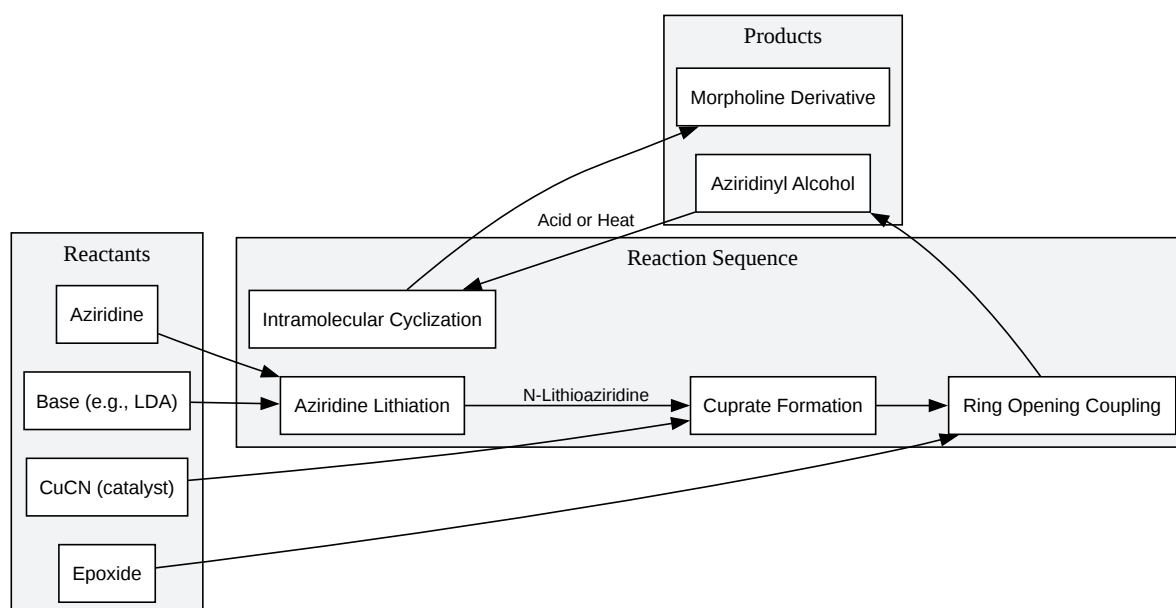 Products
Morpholine Derivative
Aziridinyl Alcohol
Acid or Heat
Reactants
Reaction Sequence
Aziridine
Intramolecular Cyclization
Base (e.g., LDA)
Aziridine Lithiation
N-Lithioaziridine
Cuprate Formation
Ring Opening Coupling
CuCN (catalyst)
Epoxide